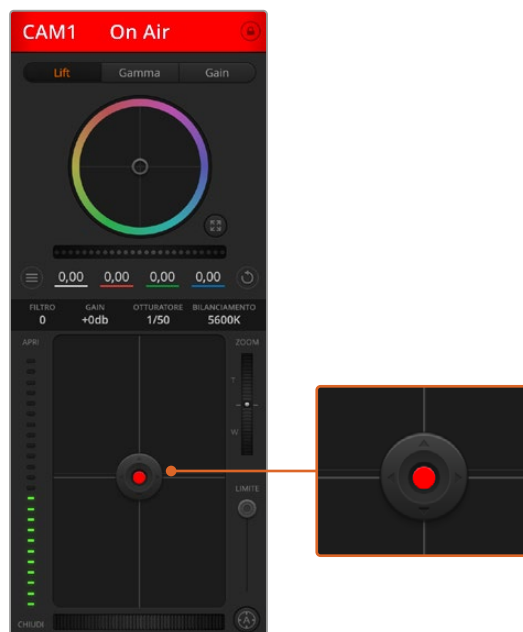 CAM1 On Air
Lift Gamma Gain
0,00 0,00 0,00 0,00
FILTRO GAIN OTTURATORE BILANCIAMENTO
0 +0db 1/50 5600K
APRI ZOOM
T
W
LIMITE
CHIUDI A